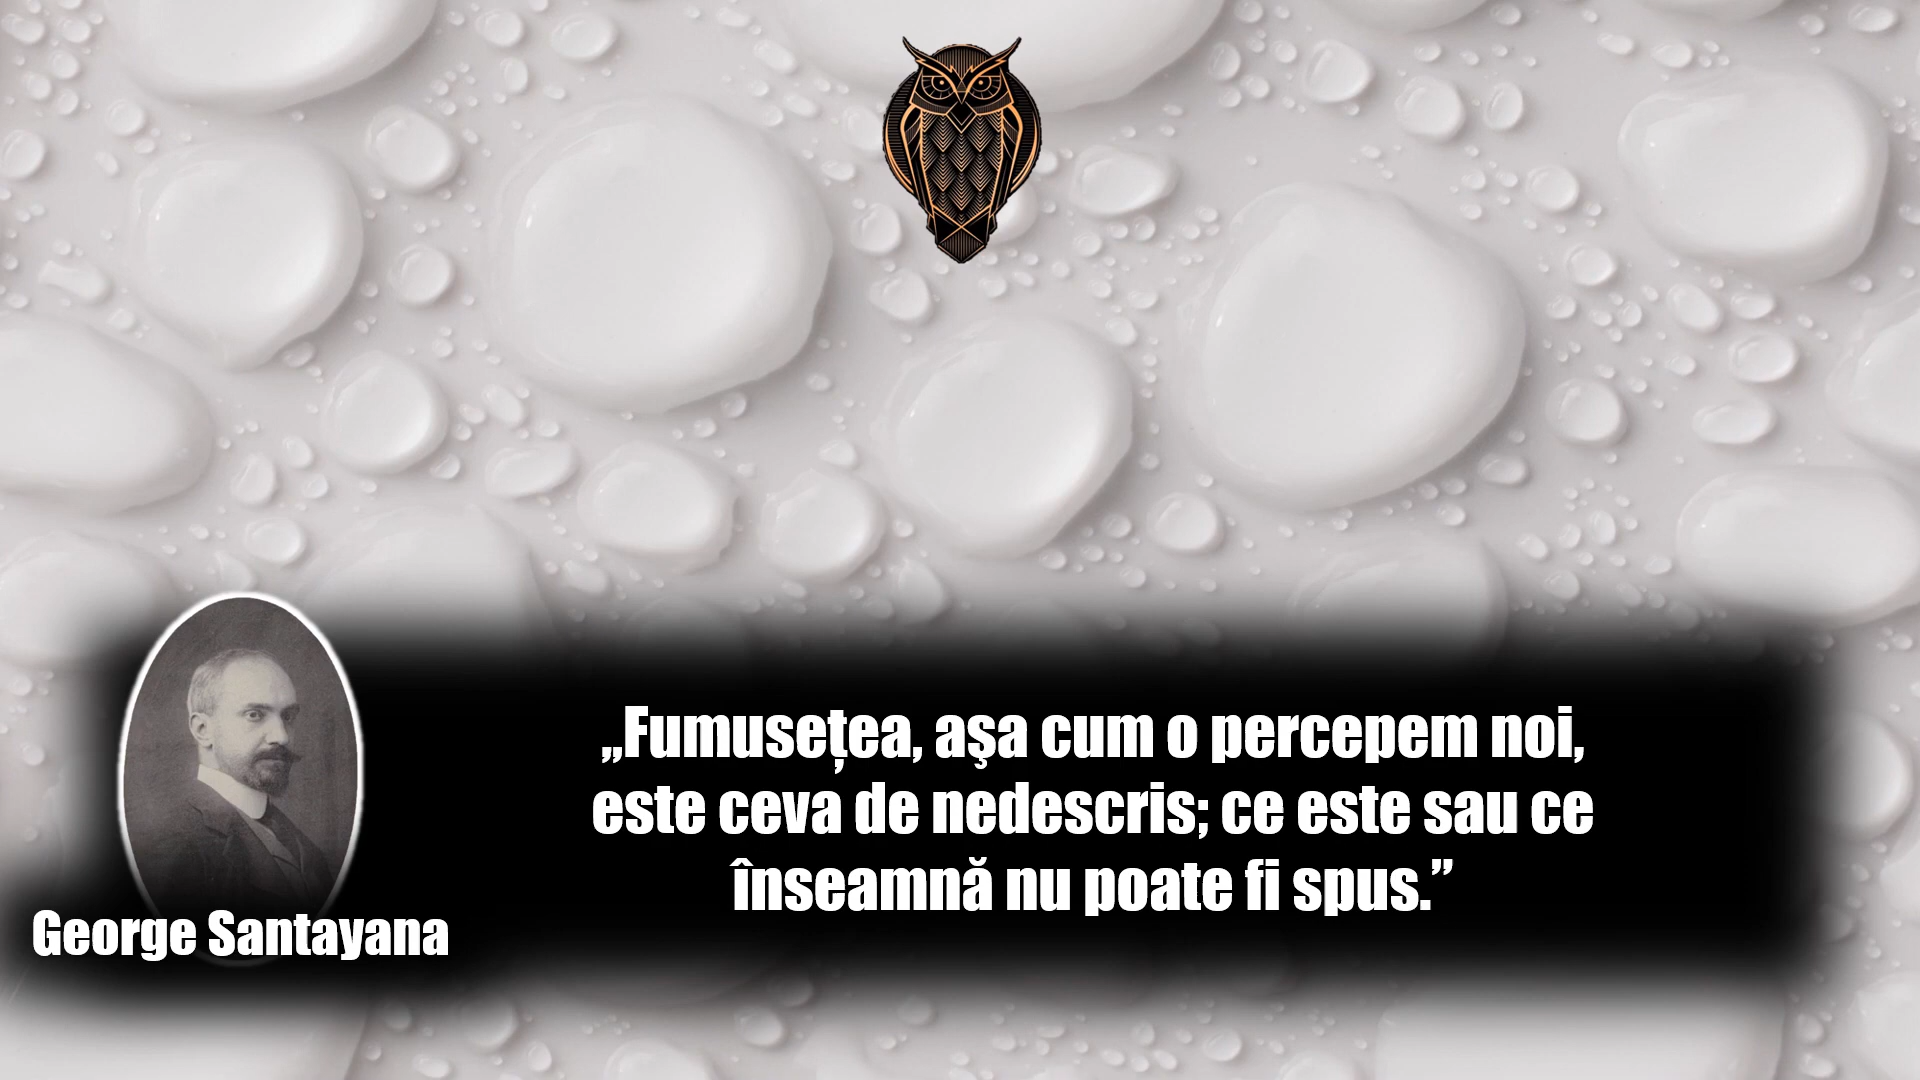 „Fumusețea, aşa cum o percepem noi,
este ceva de nedescris; ce este sau ce
înseamnă nu poate fi spus.”
George Santayana